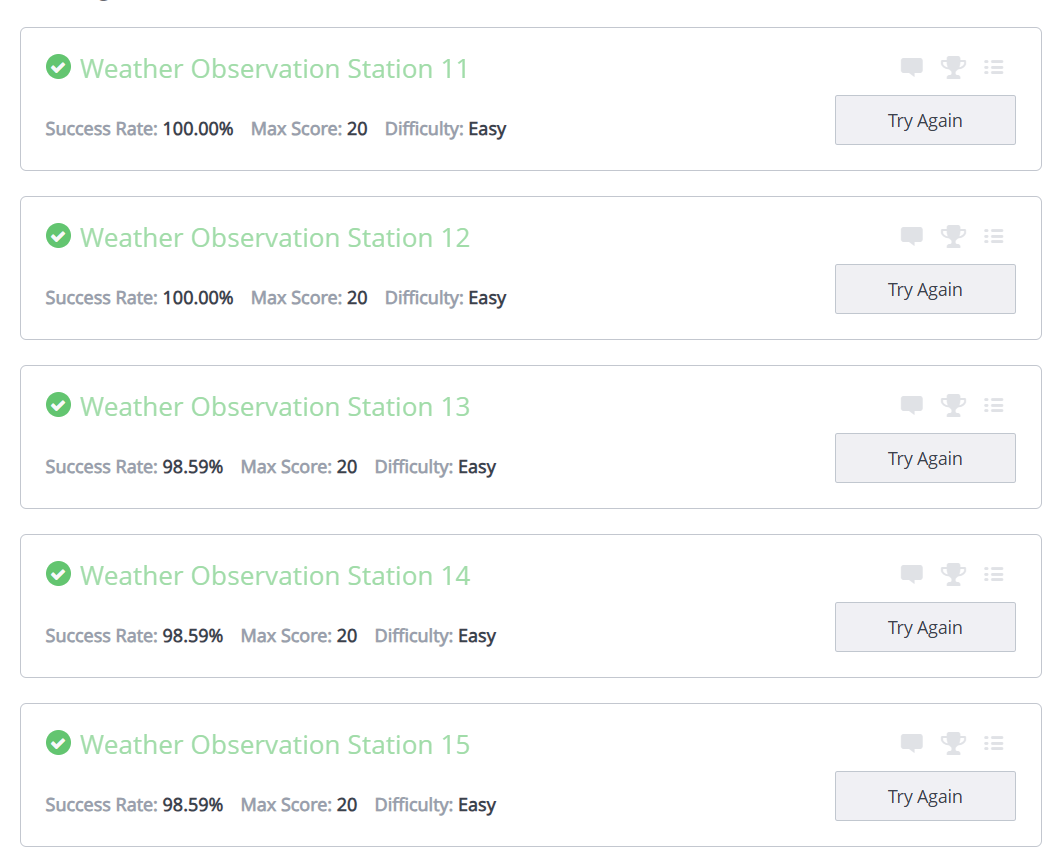 Weather Observation Station 11
Success Rate: 100.00% Max Score: 20 Difficulty: Easy
Try Again
Weather Observation Station 12
Success Rate: 100.00% Max Score: 20 Difficulty: Easy
Try Again
Weather Observation Station 13
Success Rate: 98.59% Max Score: 20 Difficulty: Easy
Try Again
Weather Observation Station 14
Success Rate: 98.59% Max Score: 20 Difficulty: Easy
Try Again
Weather Observation Station 15
Success Rate: 98.59% Max Score: 20 Difficulty: Easy
Try Again